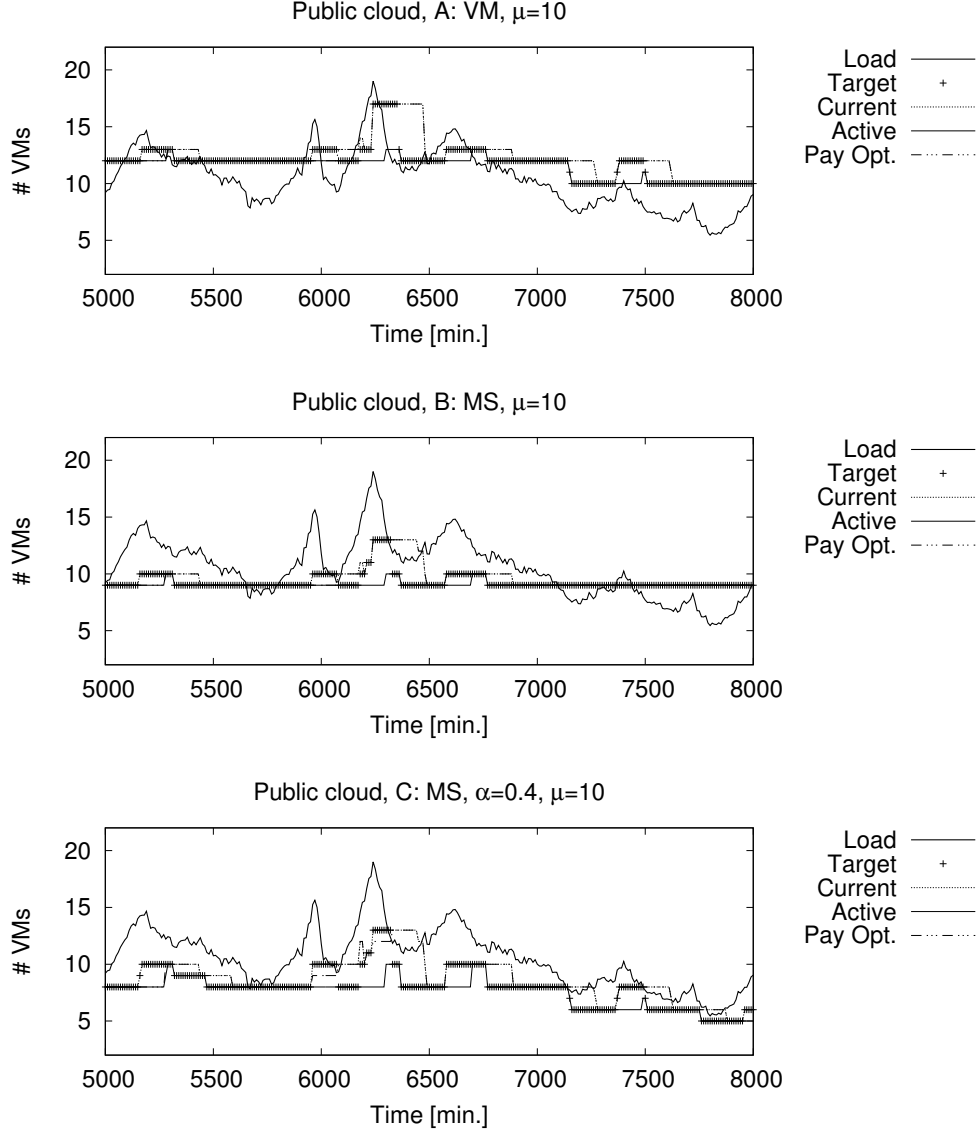 Public cloud, A: VM, μ=10
# VMs
20
15
10
5
5000 5500 6000 6500 7000 7500 8000
Time [min.]
Load
Target
Current
Active
Pay Opt.
Public cloud, B: MS, μ=10
# VMs
20
15
10
5
5000 5500 6000 6500 7000 7500 8000
Time [min.]
Load
Target
Current
Active
Pay Opt.
Public cloud, C: MS, α=0.4, μ=10
# VMs
20
15
10
5
5000 5500 6000 6500 7000 7500 8000
Time [min.]
Load
Target
Current
Active
Pay Opt.